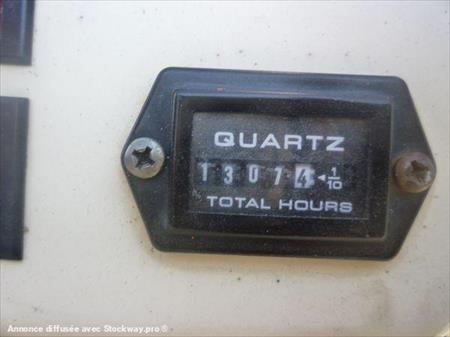 QUARTZ
13074 ◄1/10
TOTAL HOURS
Annonce diffusée avec Stockway.pro ®